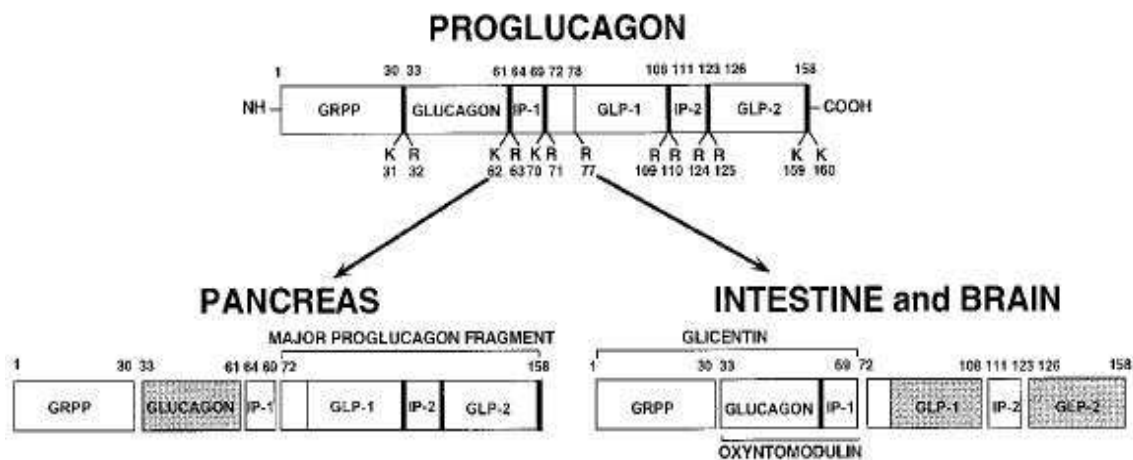 PROGLUCAGON
1 30 33 61 64 69 72 78 108 111 123 126 158
NH GRPP GLUCAGON IP-1 GLP-1 IP-2 GLP-2 COOH
K R K R K R R R R R R K K
31 32 62 63 70 71 77 109 110 124 125 159 160
PANCREAS INTESTINE and BRAIN
MAJOR PROGLUCAGON FRAGMENT GLICENTIN
1 30 33 61 64 69 72 158 1 30 33 69 72 108 111 123 126 158
GRPP GLUCAGON IP-1 GLP-1 IP-2 GLP-2 GRPP GLUCAGON IP-1 GLP-1 IP-2 GLP-2
OXYNTOMODULIN